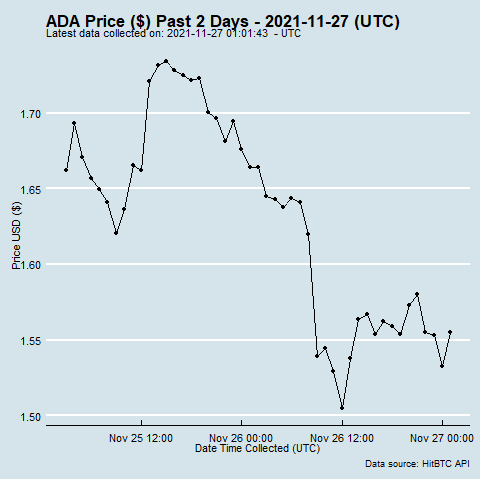 ADA Price ($) Past 2 Days - 2021-11-27 (UTC)
Latest data collected on: 2021-11-27 01:01:43  - UTC
Price USD ($)
1.70
1.65
1.60
1.55
1.50
Nov 25 12:00
Nov 26 00:00
Nov 26 12:00
Nov 27 00:00
Date Time Collected (UTC)
Data source: HitBTC API